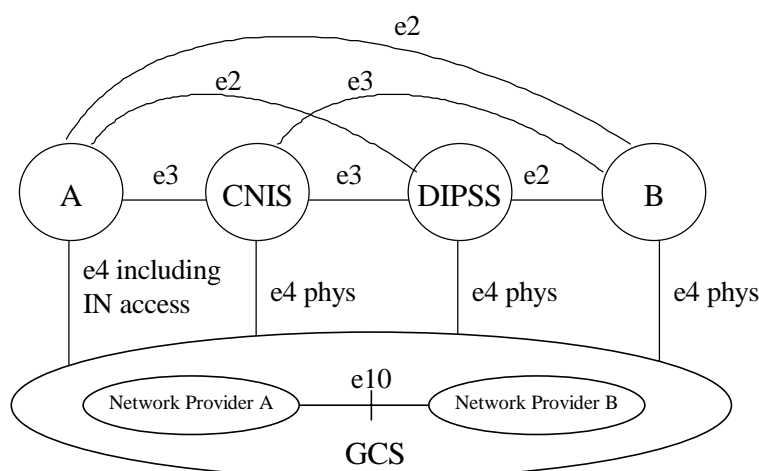 e2
e2
e3
A
e3
CNIS
e3
DIPSS
e2
B
e4 including
IN access
e4 phys
e4 phys
e4 phys
e10
Network Provider A
Network Provider B
GCS